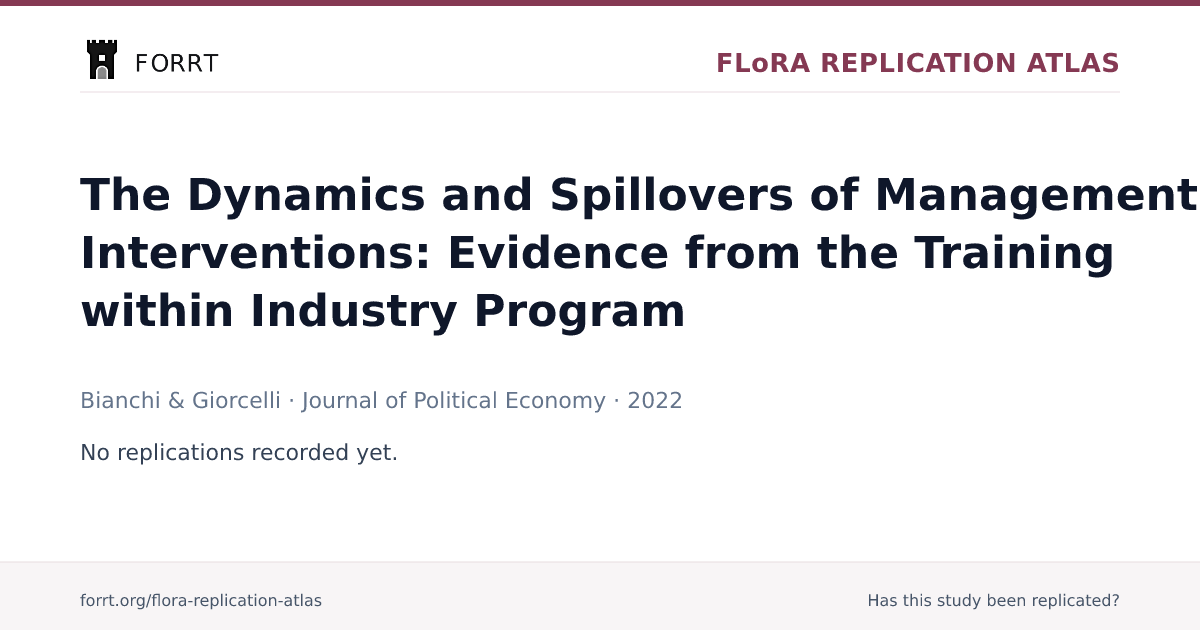 FORRT
FLoRA REPLICATION ATLAS
The Dynamics and Spillovers of Management
Interventions: Evidence from the Training
within Industry Program
Bianchi & Giorcelli · Journal of Political Economy · 2022
No replications recorded yet.
forrt.org/flora-replication-atlas
Has this study been replicated?